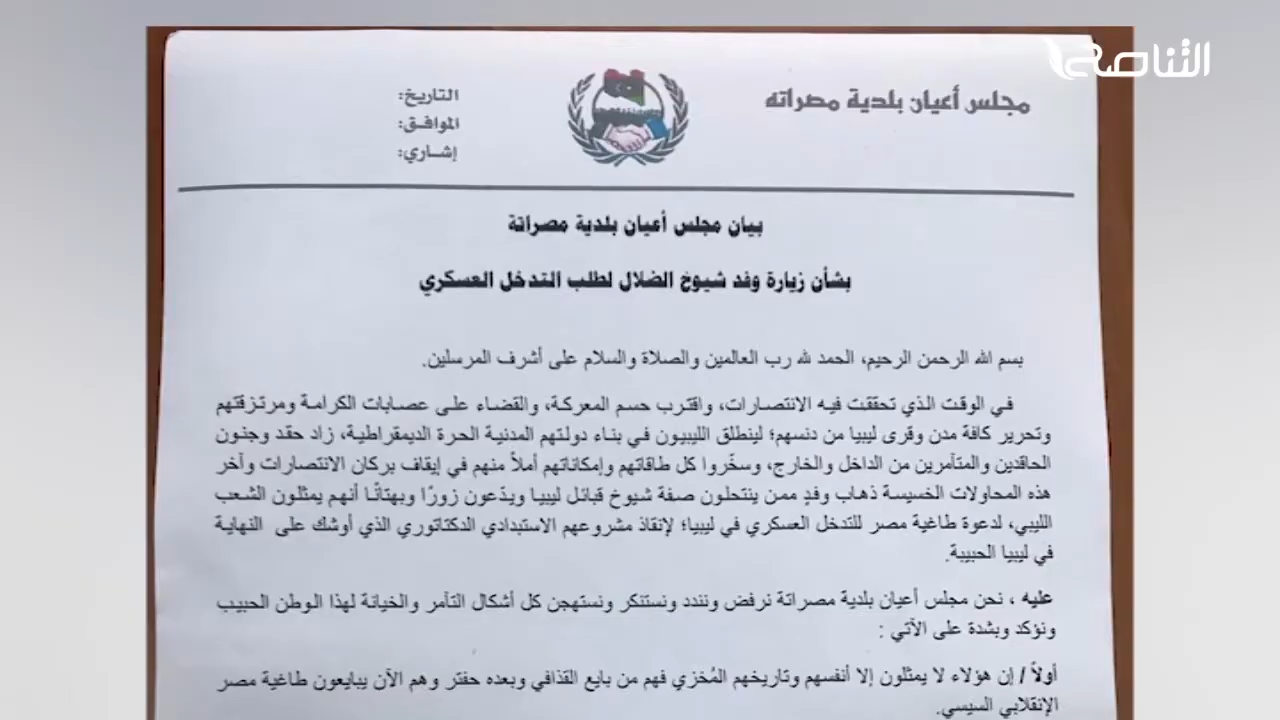 التناصح
مجلس أعيان بلدية مصراته
التاريخ:
الموافق:
إشاري:
بيان مجلس أعيان بلدية مصراتة
بشأن زيارة وفد شيوخ الضلال لطلب التدخل العسكري
بسم الله الرحمن الرحيم، الحمد لله رب العالمين والصلاة والسلام على أشرف المرسلين.
في الوقت الذي تحققت فيه الانتصارات، واقترب حسم المعركة، والقضاء على عصابات الكرامة ومرتزقتهم
وتحرير كافة مدن وقرى ليبيا من دنسهم؛ لينطلق الليبيون في بناء دولتهم المدنية الحرة الديمقراطية، زاد حقد وجنون
الحاقدين والمتآمرين من الداخل والخارج، وسخّروا كل طاقاتهم وإمكاناتهم أملاً منهم في إيقاف بركان الانتصارات وآخر
هذه المحاولات الخسيسة ذهاب وفدٍ ممن ينتحلون صفة شيوخ قبائل ليبيا ويدّعون زورًا وبهتانًا أنهم يمثلون الشعب
الليبي، لدعوة طاغية مصر للتدخل العسكري في ليبيا؛ لإنقاذ مشروعهم الاستبدادي الدكتاتوري الذي أوشك على النهاية
في ليبيا الحبيبة.
عليه ، نحن مجلس أعيان بلدية مصراتة نرفض ونندد ونستنكر ونستهجن كل أشكال التأمر والخيانة لهذا الوطن الحبيب
ونؤكد وبشدة على الآتي :
أولاً / إن هؤلاء لا يمثلون إلا أنفسهم وتاريخهم المُخزي فهم من بايع القذافي وبعده حفتر وهم الآن يبايعون طاغية مصر
الإنقلابي السيسي.